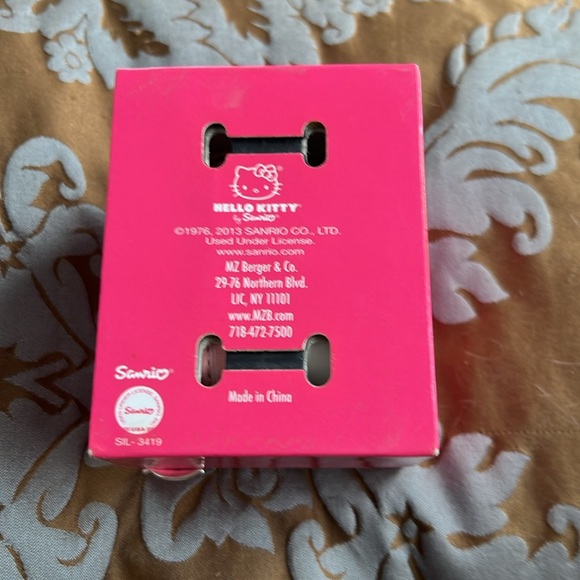 HELLO KITTY
by Sanrio
©1976, 2013 SANRIO CO., LTD.
Used Under License.
www.sanrio.com
MZ Berger & Co.
29-76 Northern Blvd.
LIC, NY 11101
www.MZB.com
718-472-7500
Sanrio®
Sanrio
Made in China
SIL- 3419